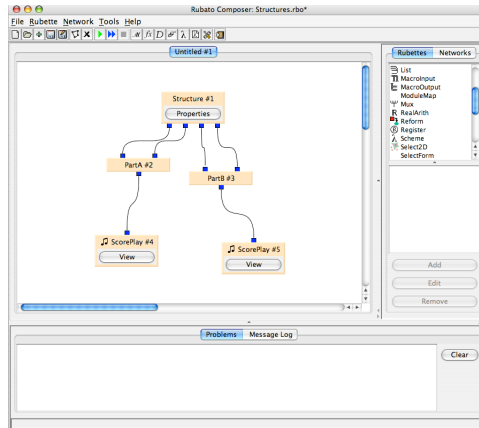 Rubato Composer: Structures.rbo*
File Rubette Network Tools Help
Untitled #1
Structure #1
Properties
PartA #2
PartB #3
ScorePlay #4
View
ScorePlay #5
View
Rubettes Networks
List
MacroInput
MacroOutput
ModuleMap
Mux
RealArith
Reform
Register
Scheme
Select2D
SelectForm
Add
Edit
Remove
Problems Message Log
Clear